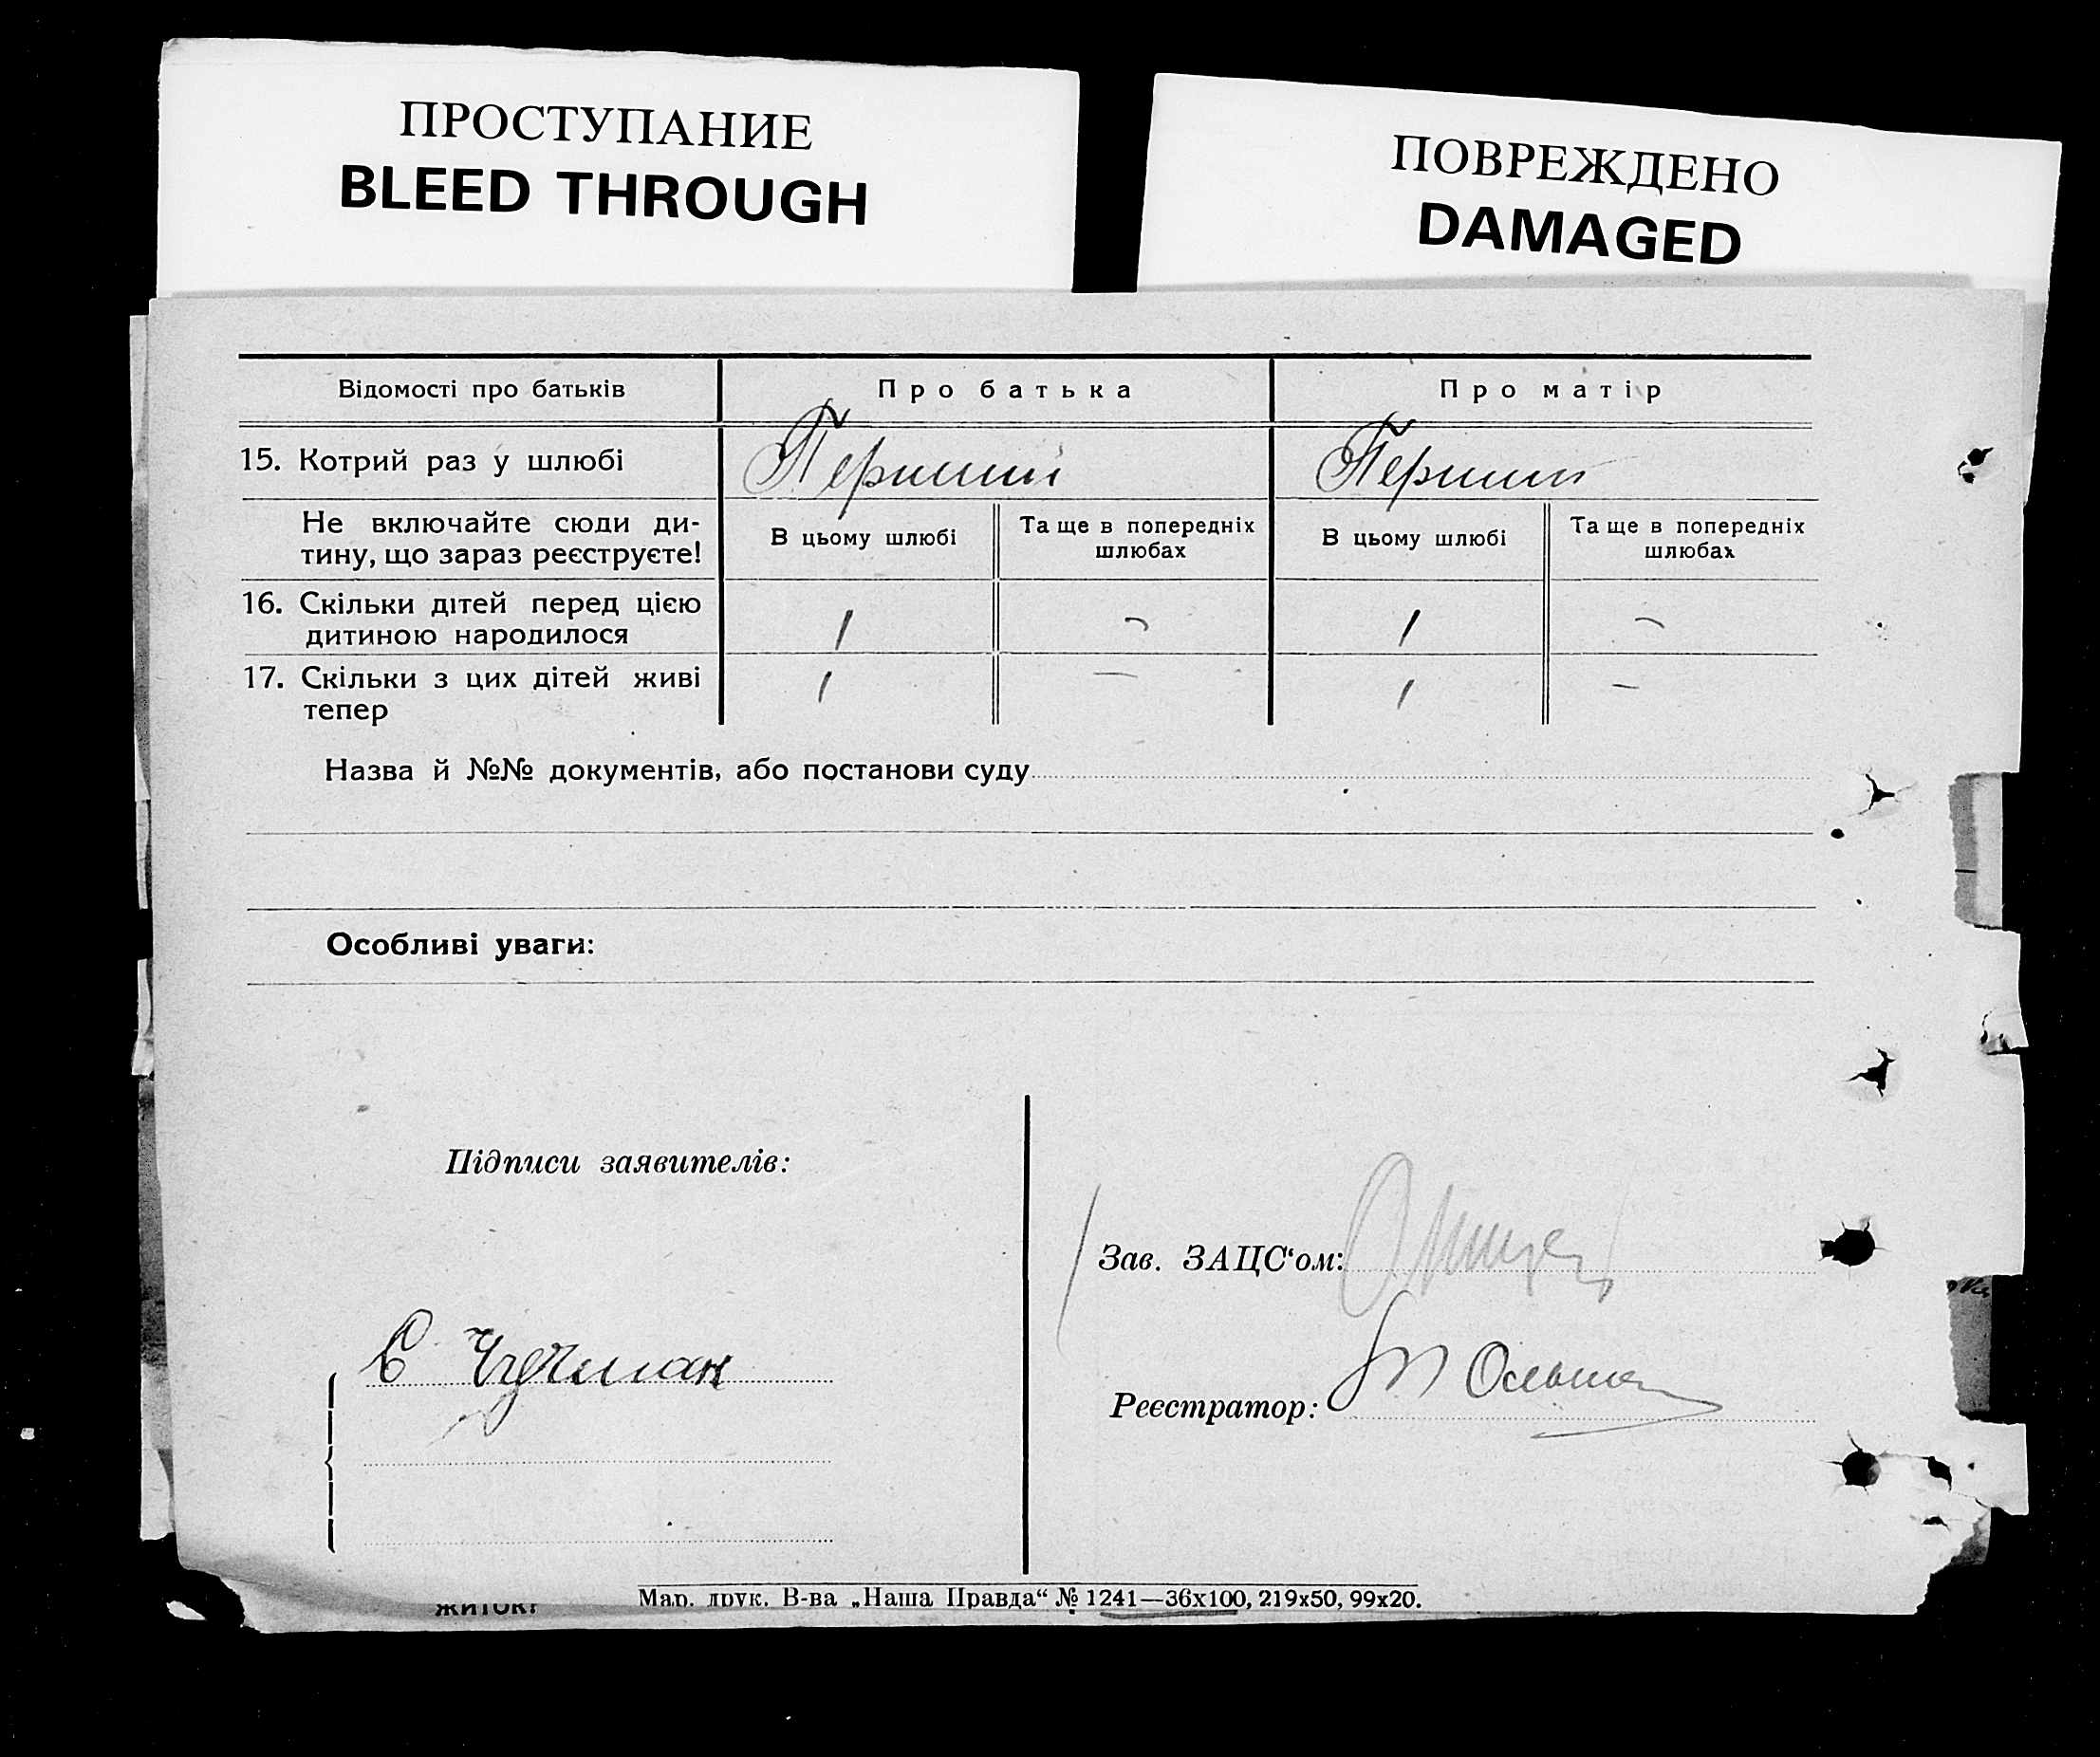 ПРОСТУПАНИЕ
BLEED THROUGH
ПОВРЕЖДЕНО
DAMAGED
Відомості про батьків
Про батька
Про матір
15. Котрий раз у шлюбі
Перший
Перший
Не включайте сюди ди-
тину, що зараз реєструєте!
В цьому шлюбі
Та ще в попередніх
шлюбах
В цьому шлюбі
Та ще в попередніх
шлюбах
16. Скільки дітей перед цією
дитиною народилося
1
–
1
–
17. Скільки з цих дітей живі
тепер
1
–
1
–
Назва й №№ документів, або постанови суду
Особливі уваги:
Підписи заявителів:
Зав. ЗАЦС‘ом:
С
Реєстратор:
Мар. друк. В-ва „Наша Правда“ № 1241—36х100, 219х50, 99х20.